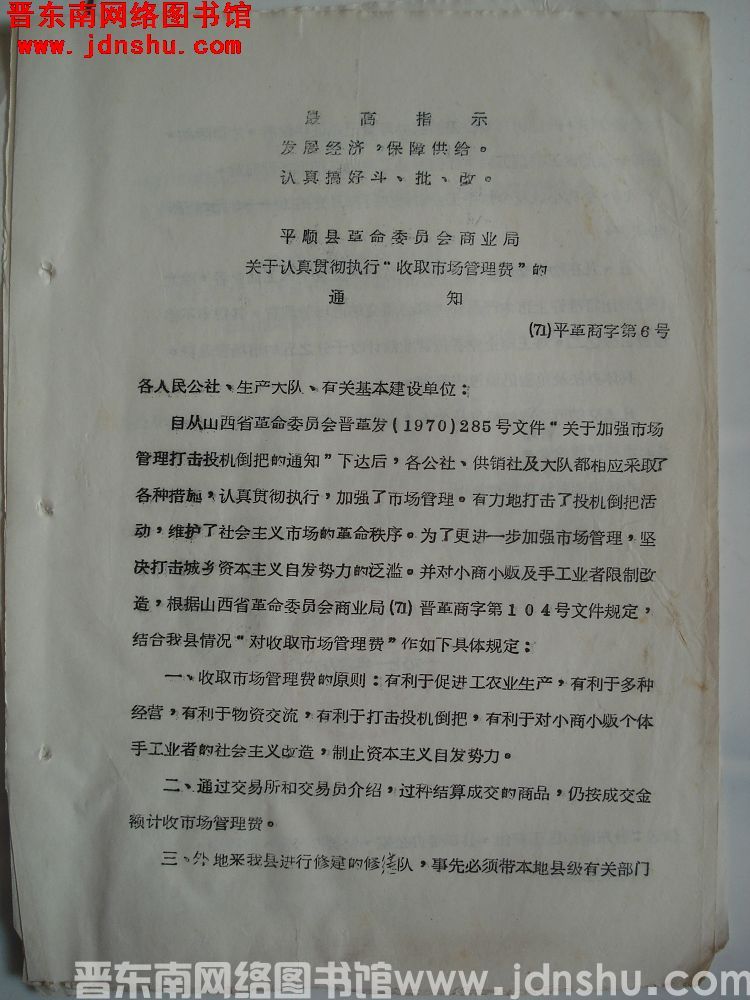 晋东南网络图书馆
www.jdnshu.com
最高指示
发展经济，保障供给。
认真搞好斗、批、改。
平顺县革命委员会商业局
关于认真贯彻执行“收取市场管理费”的
通知
(71)平革商字第6号
各人民公社、生产大队、有关基本建设单位：
自从山西省革命委员会晋革发(1970)285号文件“关于加强市场
管理打击投机倒把的通知”下达后，各公社、供销社及大队都相应采取了
各种措施，认真贯彻执行，加强了市场管理。有力地打击了投机倒把活
动，维护了社会主义市场的革命秩序。为了更进一步加强市场管理，坚
决打击城乡资本主义自发势力的泛滥。并对小商小贩及手工业者限制改
造，根据山西省革命委员会商业局(71)晋革商字第104号文件规定，
结合我县情况“对收取市场管理费”作如下具体规定：
一、收取市场管理费的原则：有利于促进工农业生产，有利于多种
经营，有利于物资交流，有利于打击投机倒把，有利于对小商小贩个体
手工业者的社会主义改造，制止资本主义自发势力。
二、通过交易所和交易员介绍，过秤结算成交的商品，仍按成交金
额计收市场管理费。
三、外地来我县进行修建的修缮队，事先必须带本地县级有关部门
晋东南网络图书馆www.jdnshu.com